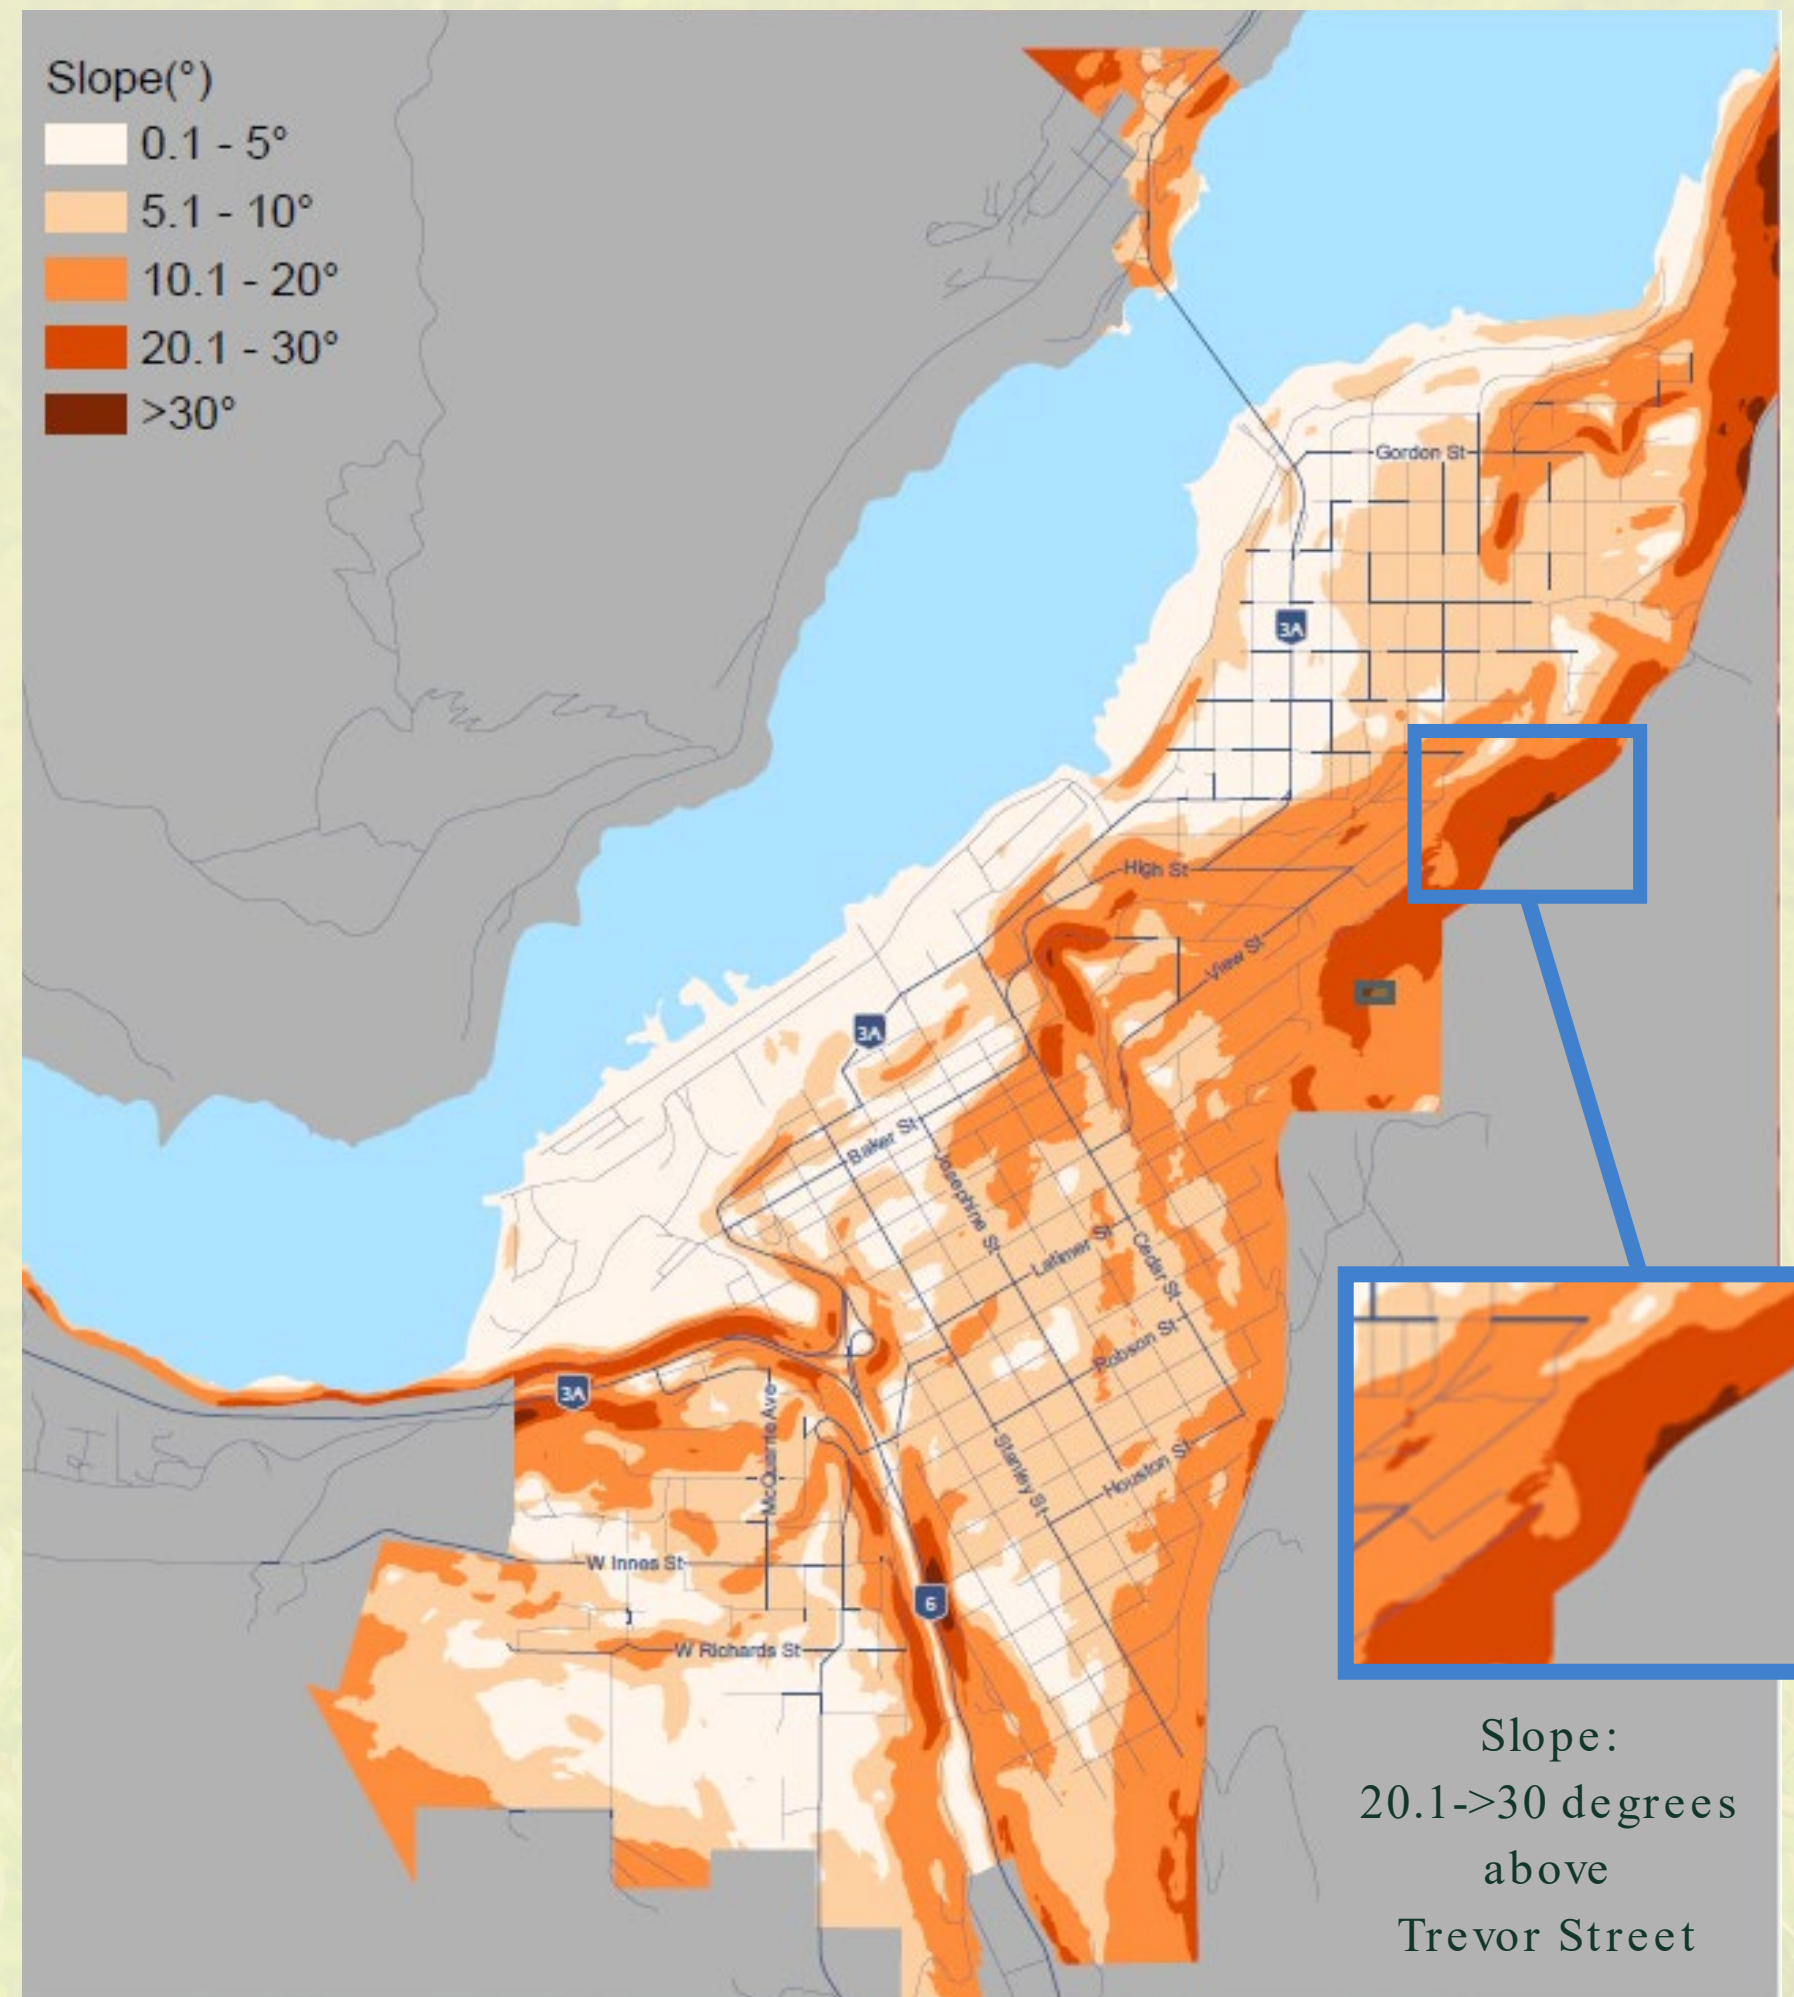 Slope(°)
0.1 - 5°
5.1 - 10°
10.1 - 20°
20.1 - 30°
>30°
Gordon St
3A
High St
View St
3A
Baker St
Josephine St
Latimer St
Cedar St
Robson St
3A
McQuarrie Ave
Stanley St
Houston St
W Innes St
6
W Richards St
Slope:
20.1->30 degrees
above
Trevor Street